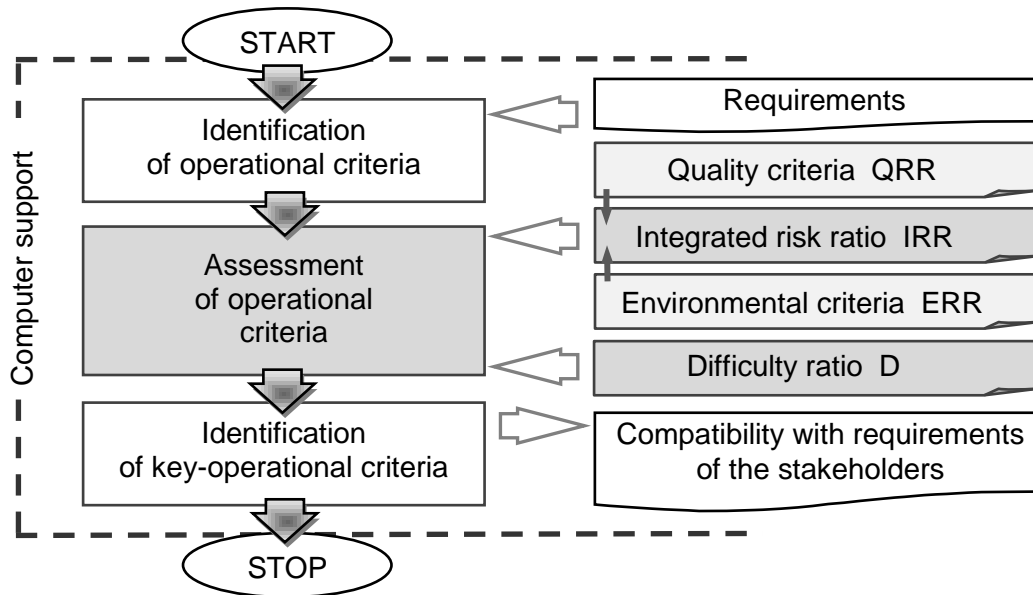 START
Computer support
Identification
of operational criteria
Assessment
of operational
criteria
Identification
of key-operational criteria
STOP
Requirements
Quality criteria QRR
Integrated risk ratio IRR
Environmental criteria ERR
Difficulty ratio D
Compatibility with requirements
of the stakeholders